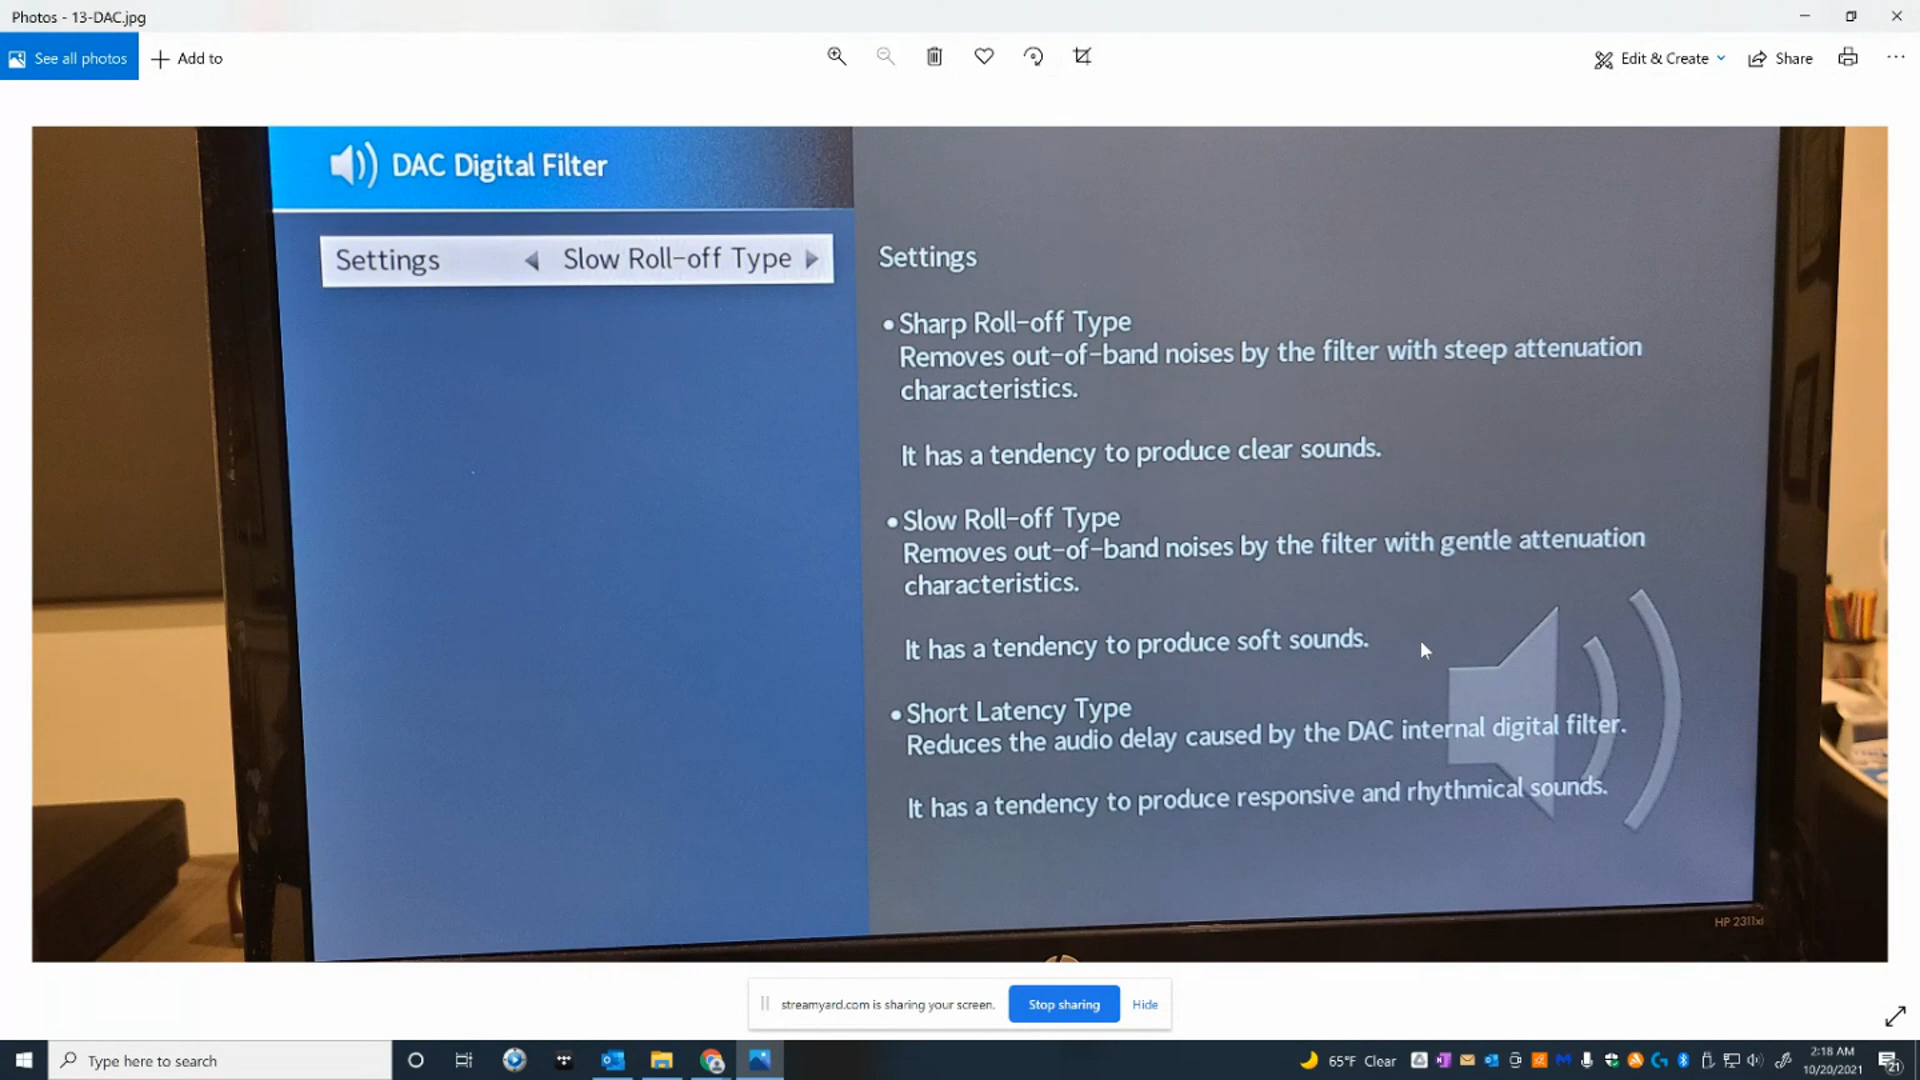 Photos - 13-DAC.jpg
See all photos
Add to
Edit & Create
Share
DAC Digital Filter
Settings
Slow Roll-off Type
Settings
• Sharp Roll-off Type
Removes out-of-band noises by the filter with steep attenuation
characteristics.
It has a tendency to produce clear sounds.
• Slow Roll-off Type
Removes out-of-band noises by the filter with gentle attenuation
characteristics.
It has a tendency to produce soft sounds.
• Short Latency Type
Reduces the audio delay caused by the DAC internal digital filter.
It has a tendency to produce responsive and rhythmical sounds.
HP 2311xi
streamyard.com is sharing your screen.
Stop sharing
Hide
Type here to search
65°F Clear
2:18 AM
10/20/2021
21